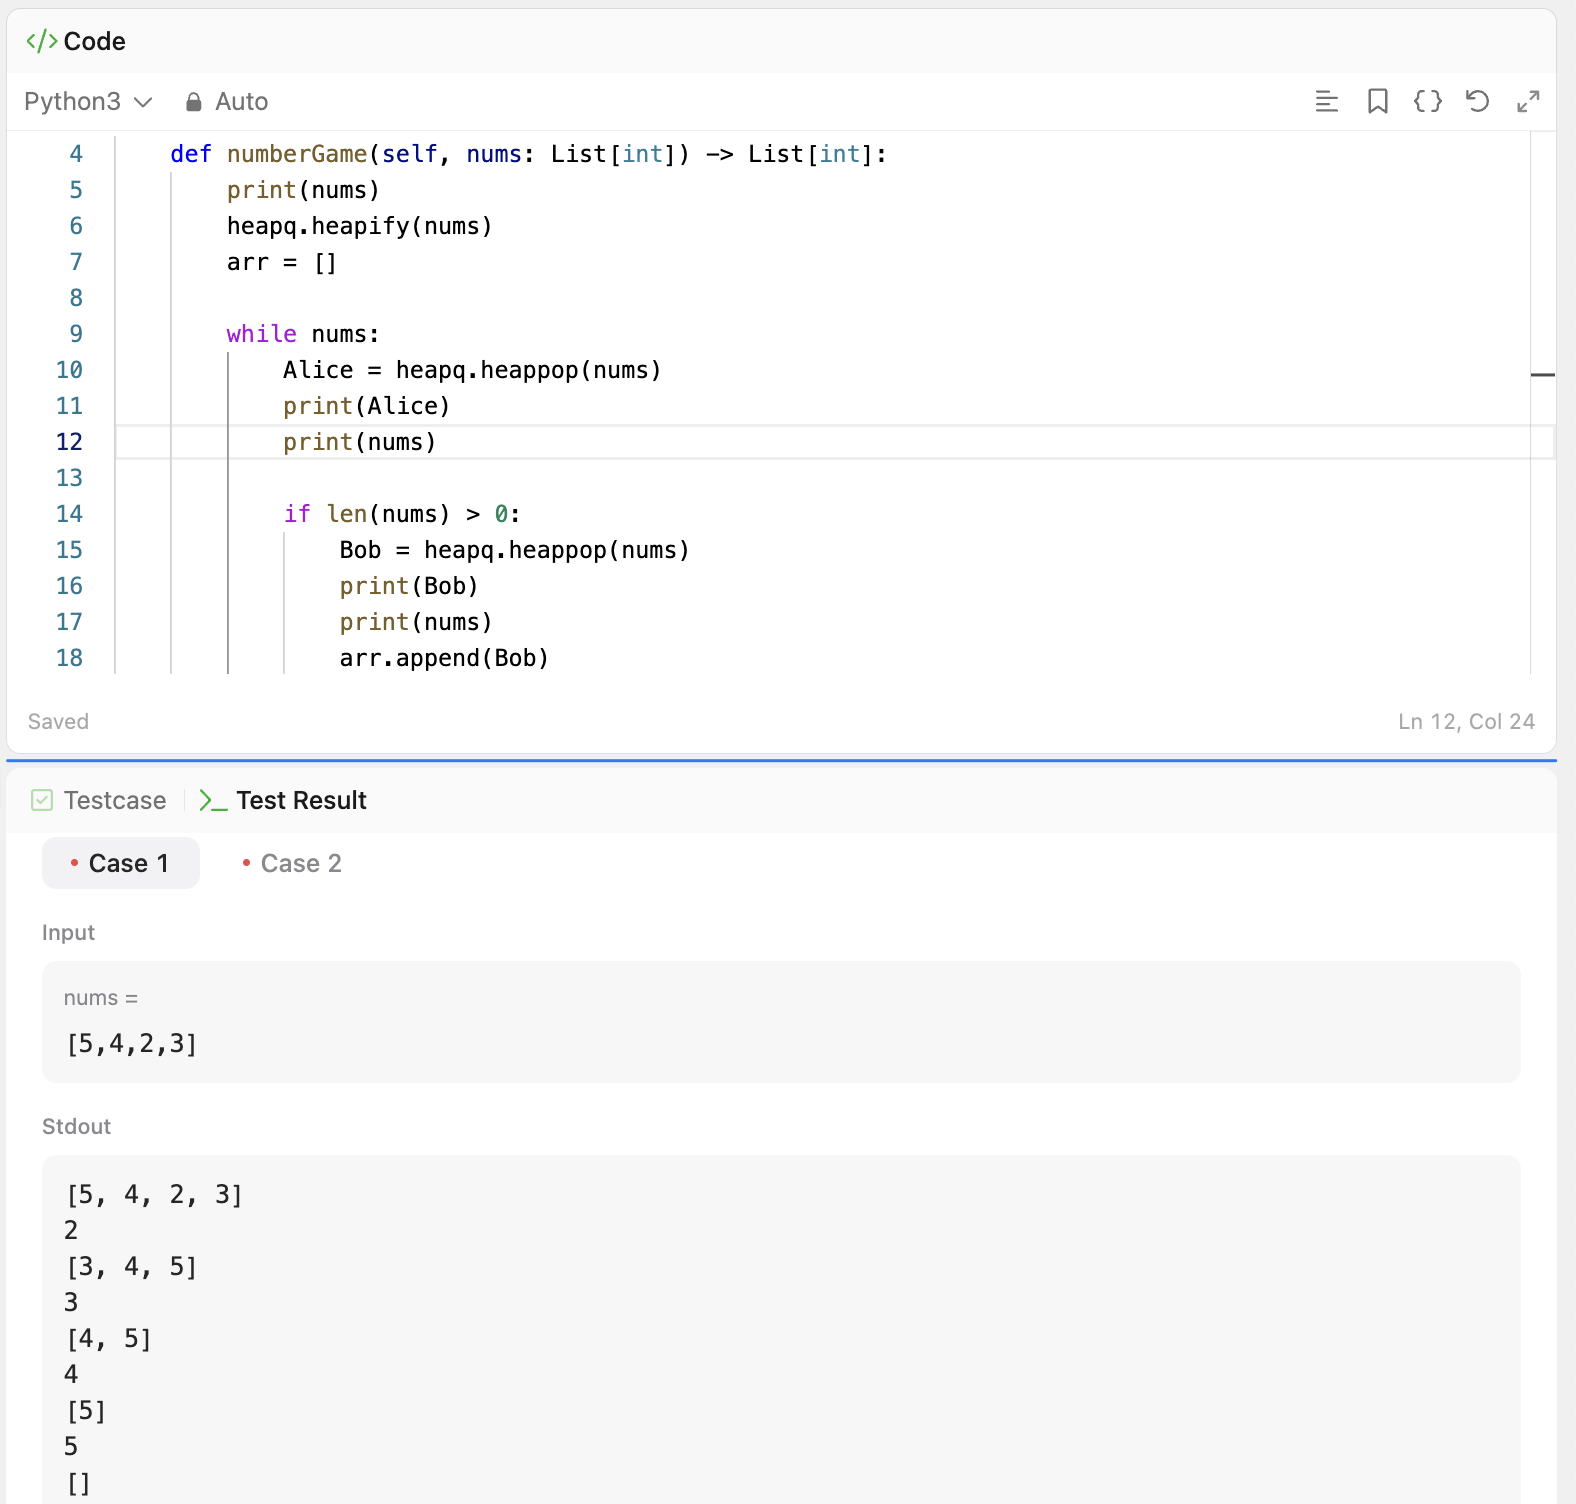 </> Code
Python3 Auto {}
4 def numberGame(self, nums: List[int]) -> List[int]:
5 print(nums)
6 heapq.heapify(nums)
7 arr = []
8
9 while nums:
10 Alice = heapq.heappop(nums)
11 print(Alice)
12 print(nums)
13
14 if len(nums) > 0:
15 Bob = heapq.heappop(nums)
16 print(Bob)
17 print(nums)
18 arr.append(Bob)
Saved Ln 12, Col 24
Testcase >_ Test Result
• Case 1 • Case 2
Input
nums =
[5,4,2,3]
Stdout
[5, 4, 2, 3]
2
[3, 4, 5]
3
[4, 5]
4
[5]
5
[]